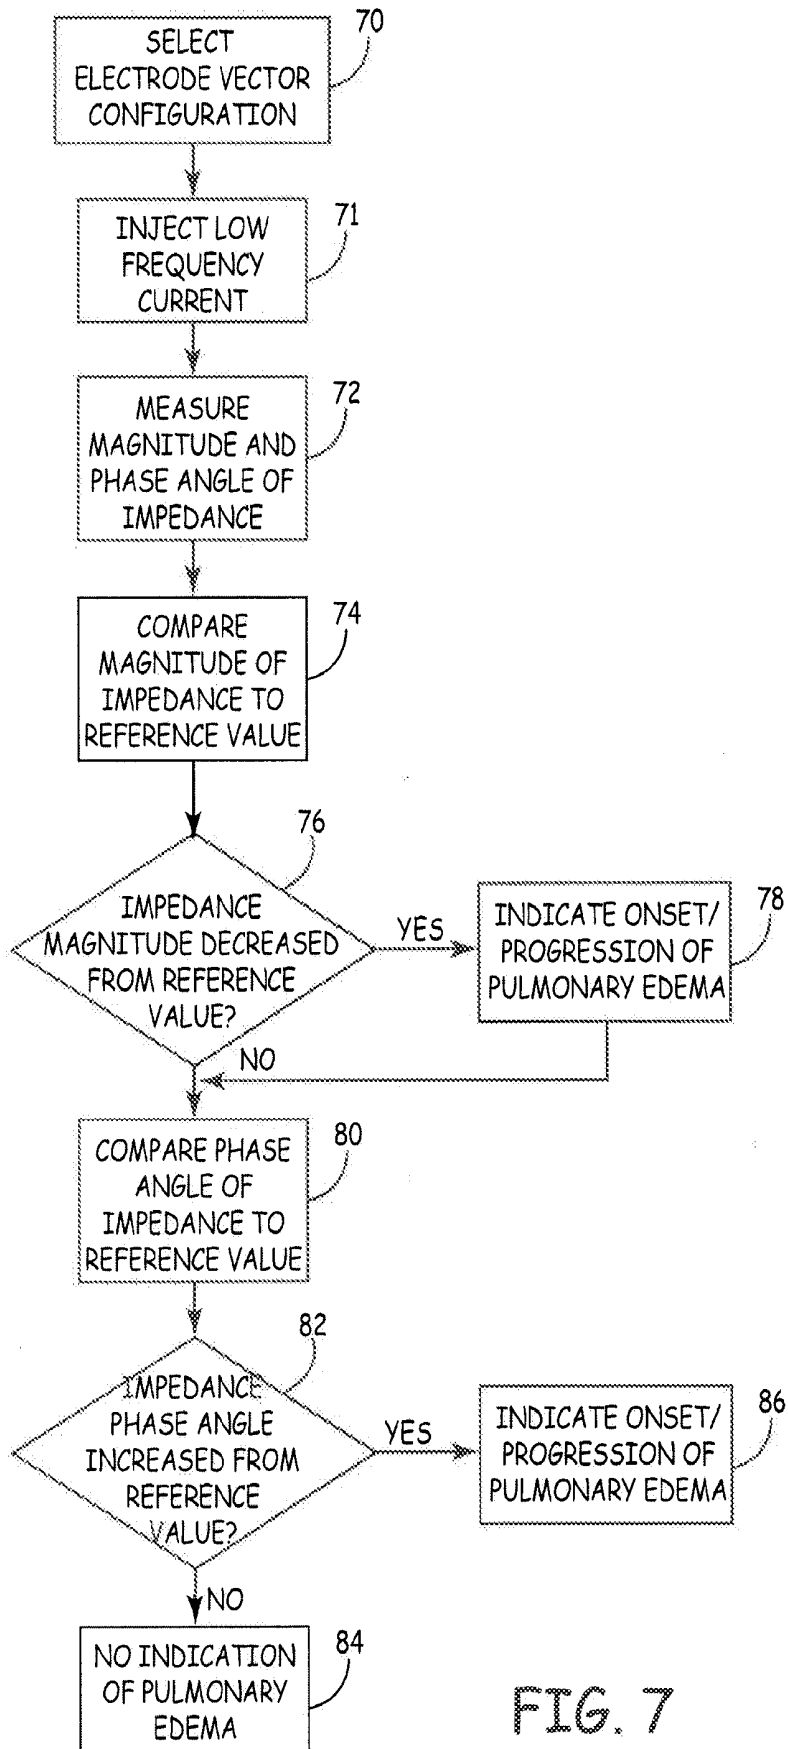 70
SELECT
ELECTRODE VECTOR
CONFIGURATION
71
INJECT LOW
FREQUENCY
CURRENT
72
MEASURE
MAGNITUDE AND
PHASE ANGLE OF
IMPEDANCE
74
COMPARE
MAGNITUDE OF
IMPEDANCE TO
REFERENCE VALUE
76
IMPEDANCE
MAGNITUDE DECREASED
FROM REFERENCE
VALUE?
YES
78
INDICATE ONSET/
PROGRESSION OF
PULMONARY EDEMA
NO
80
COMPARE PHASE
ANGLE OF
IMPEDANCE TO
REFERENCE VALUE
82
IMPEDANCE
PHASE ANGLE
INCREASED FROM
REFERENCE
VALUE?
YES
86
INDICATE ONSET/
PROGRESSION OF
PULMONARY EDEMA
NO
84
NO INDICATION
OF PULMONARY
EDEMA
FIG. 7